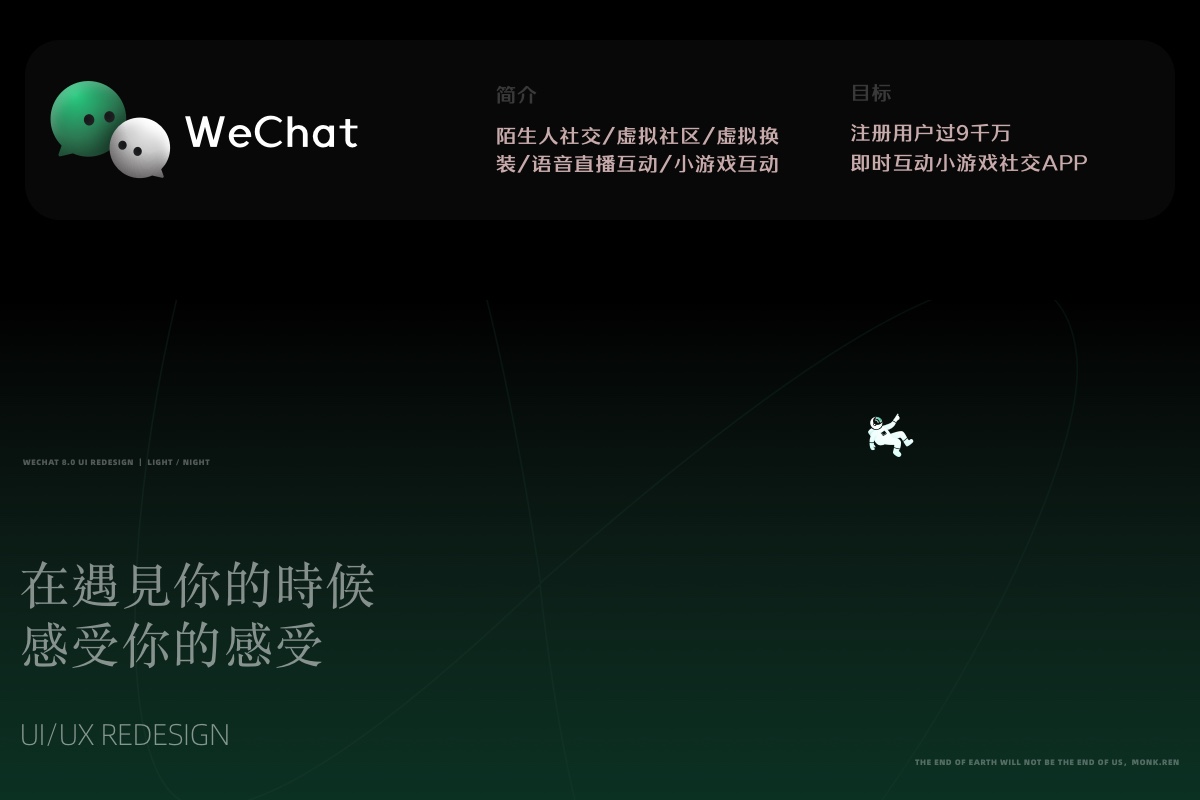 WeChat
简介
陌生人社交/虚拟社区/虚拟换
装/语音直播互动/小游戏互动
目标
注册用户过9千万
即时互动小游戏社交APP
WECHAT 8.0 UI REDESIGN | LIGHT / NIGHT
在遇見你的時候
感受你的感受
UI/UX REDESIGN
THE END OF EARTH WILL NOT BE THE END OF US, MONK.REN